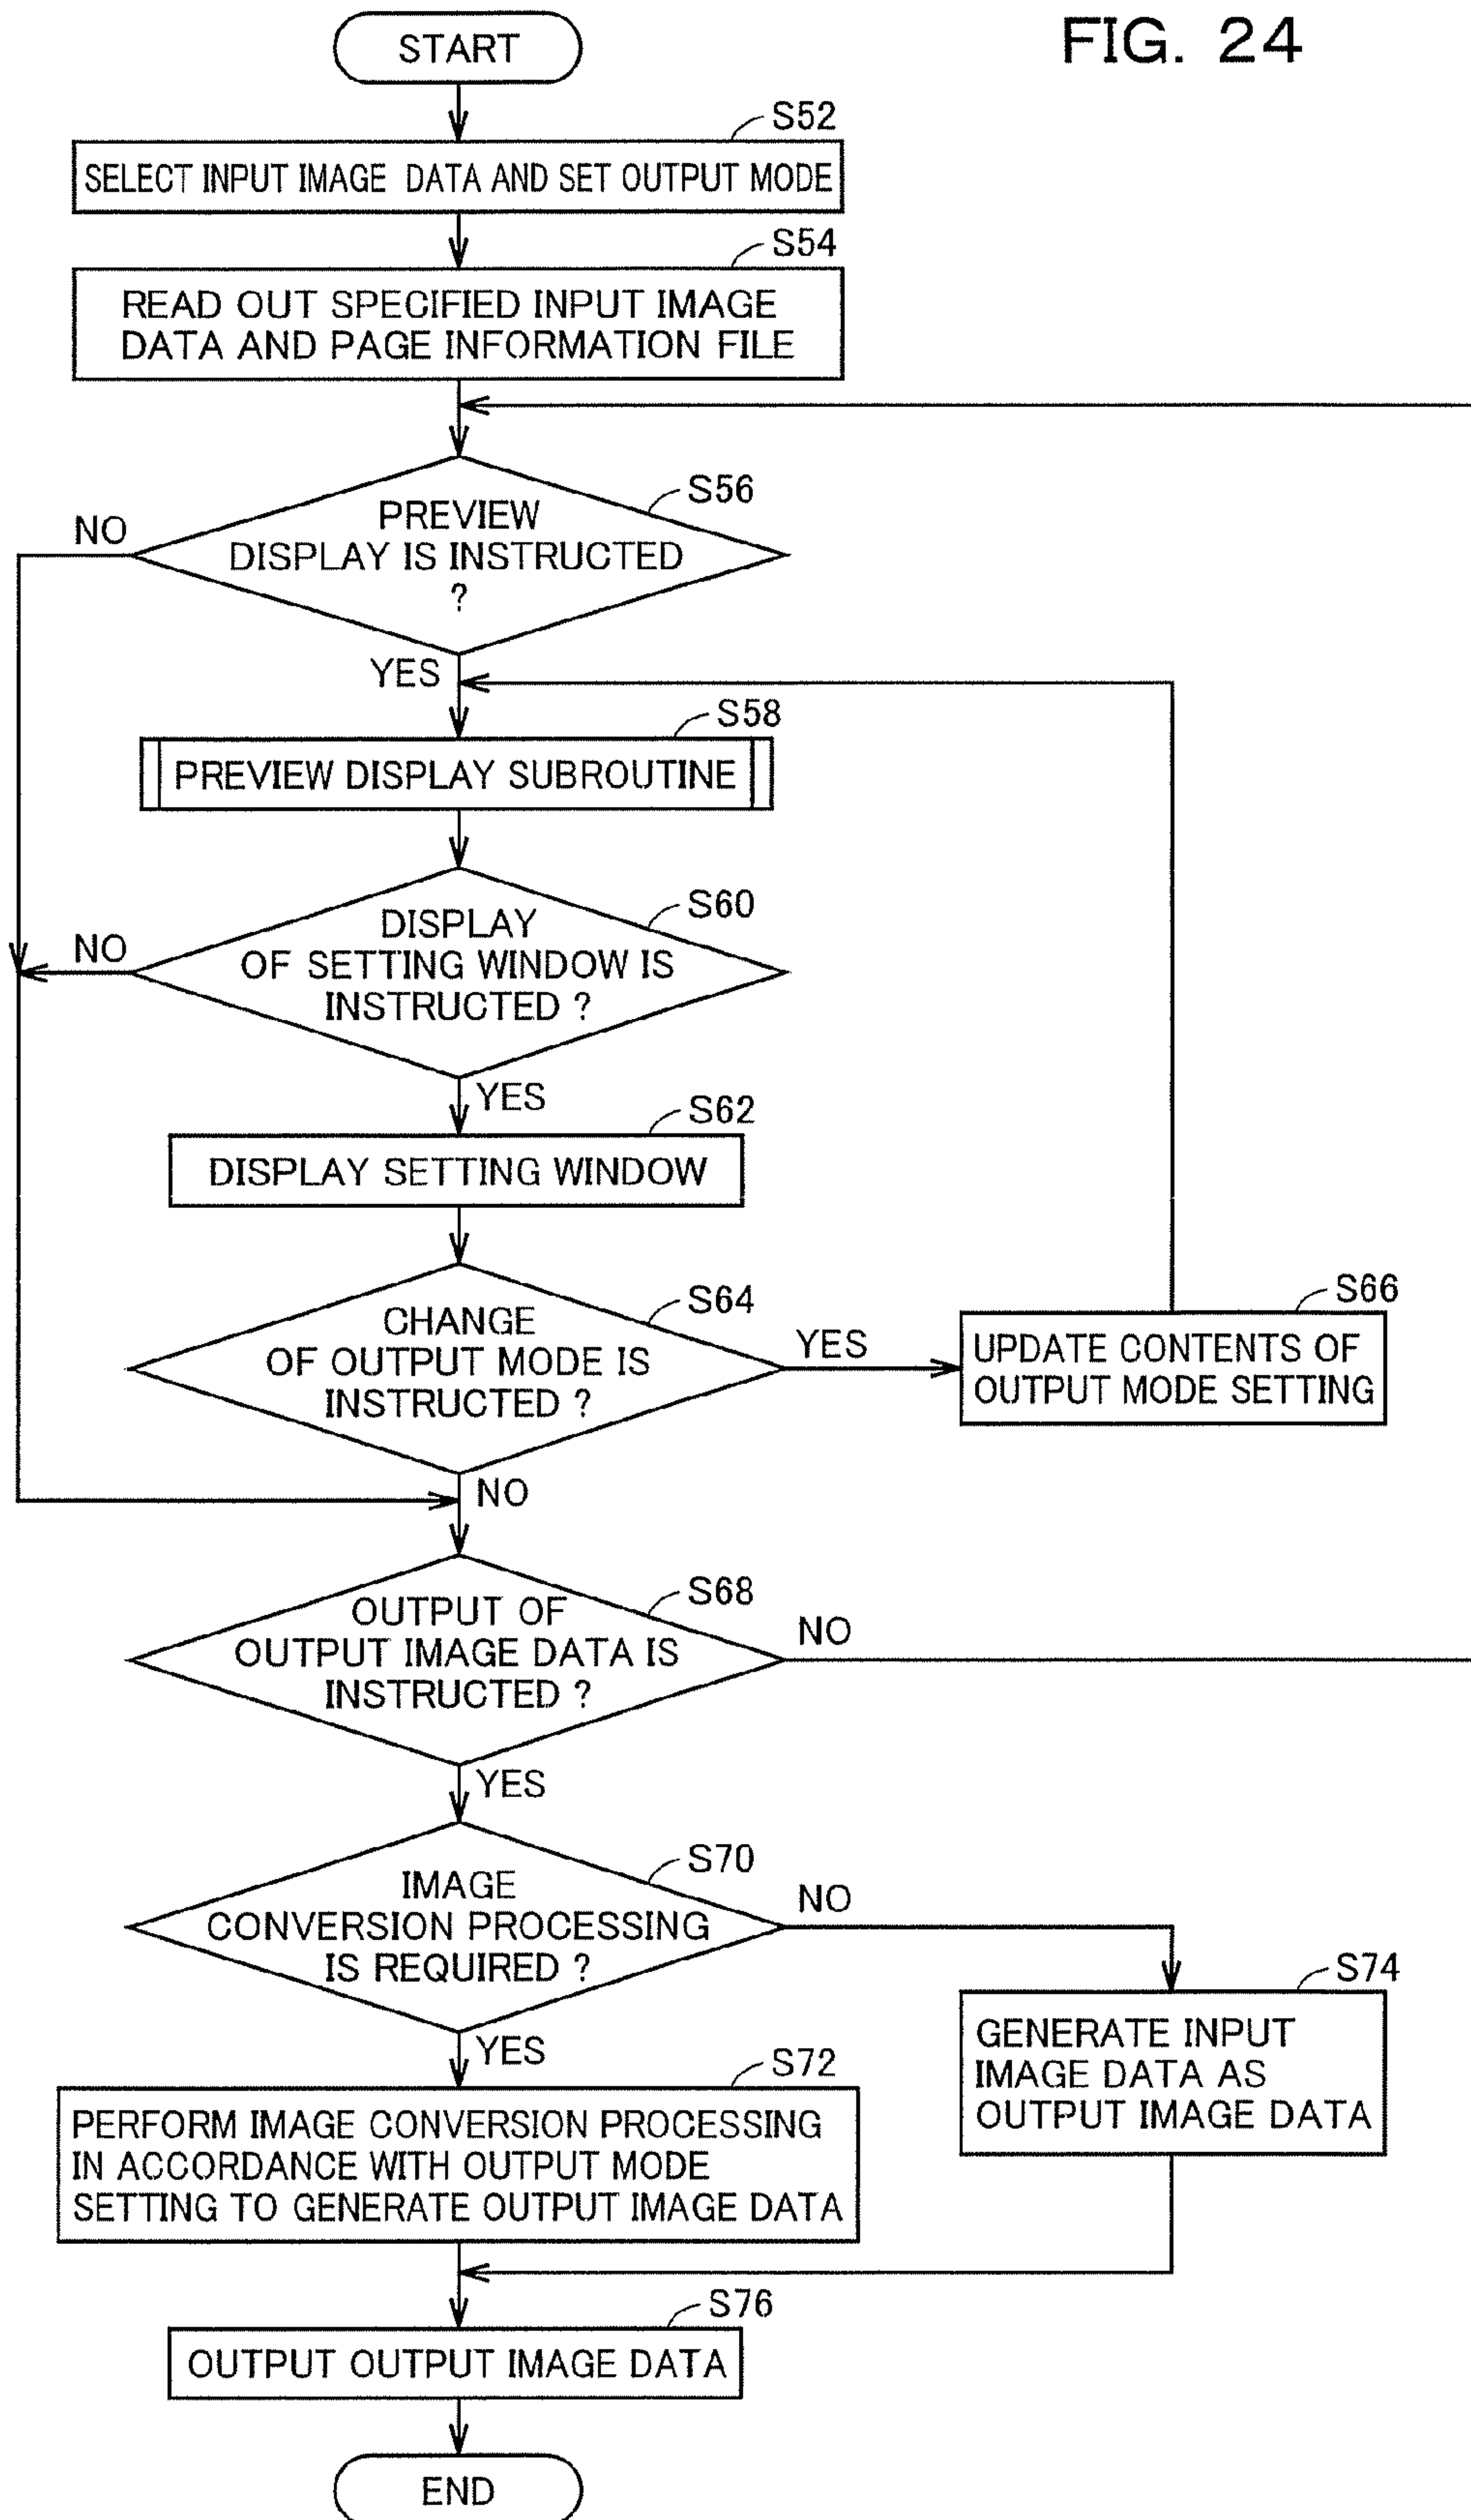 FIG. 24
START
S52
SELECT INPUT IMAGE DATA AND SET OUTPUT MODE
S54
READ OUT SPECIFIED INPUT IMAGE
DATA AND PAGE INFORMATION FILE
S56
PREVIEW
DISPLAY IS INSTRUCTED
?
NO
YES
S58
PREVIEW DISPLAY SUBROUTINE
S60
DISPLAY
OF SETTING WINDOW IS
INSTRUCTED ?
NO
YES
S62
DISPLAY SETTING WINDOW
S64
CHANGE
OF OUTPUT MODE IS
INSTRUCTED ?
YES
S66
UPDATE CONTENTS OF
OUTPUT MODE SETTING
NO
S68
OUTPUT OF
OUTPUT IMAGE DATA IS
INSTRUCTED ?
NO
YES
S70
IMAGE
CONVERSION PROCESSING
IS REQUIRED ?
NO
S74
GENERATE INPUT
IMAGE DATA AS
OUTPUT IMAGE DATA
YES
S72
PERFORM IMAGE CONVERSION PROCESSING
IN ACCORDANCE WITH OUTPUT MODE
SETTING TO GENERATE OUTPUT IMAGE DATA
S76
OUTPUT OUTPUT IMAGE DATA
END